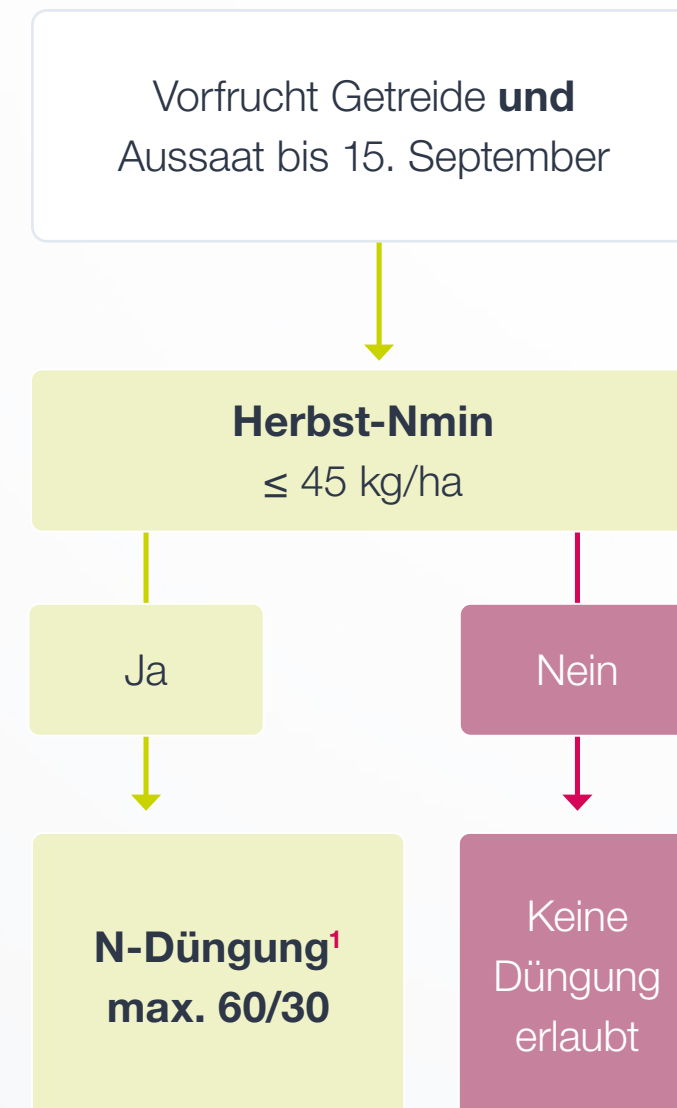 Vorfrucht Getreide und
Aussaat bis 15. September
Herbst-Nmin
≤ 45 kg/ha
Ja
Nein
N-Düngung¹
max. 60/30
Keine
Düngung
erlaubt